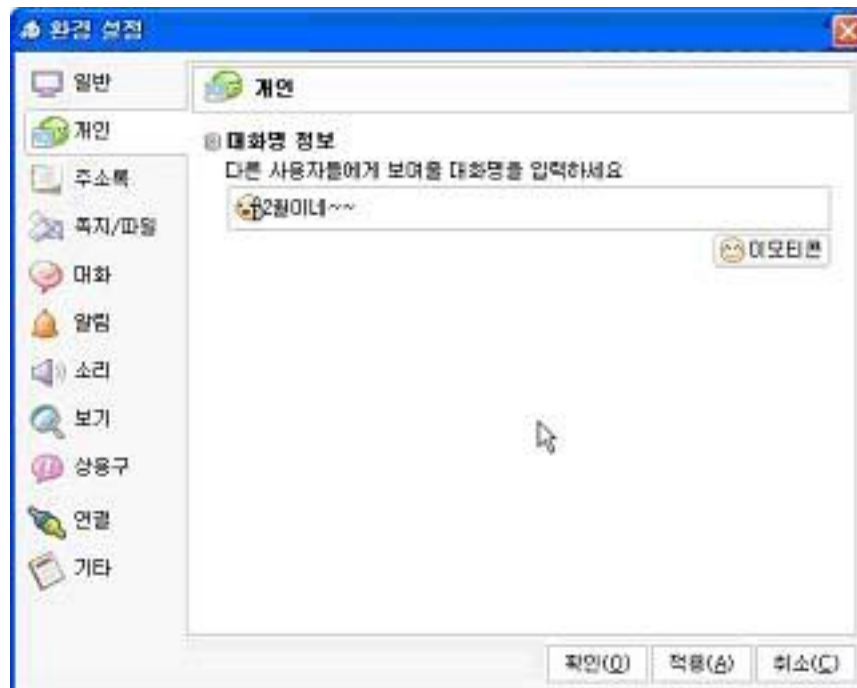 환경 설정
일반
개인
주소록
쪽지/파일
대화
알림
소리
보기
상용구
연결
기타
개인
대화명 정보
다른 사용자들에게 보여줄 대화명을 입력하세요
2월이네~~
이모티콘
확인(O)
적용(A)
취소(C)